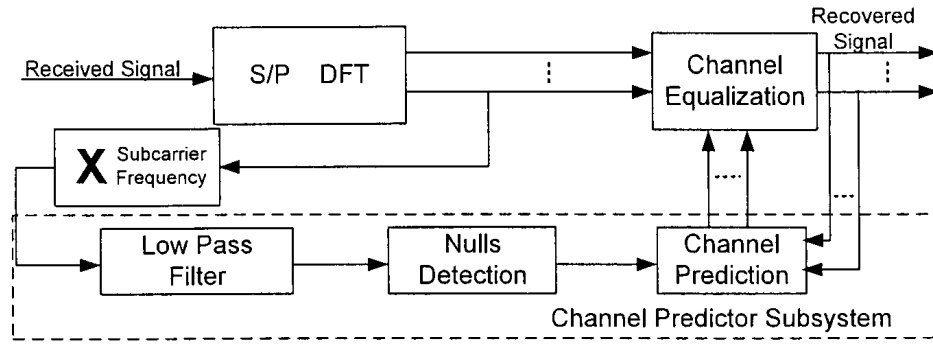 Recovered
Signal
Received Signal
S/P DFT
Channel
Equalization
X
Subcarrier
Frequency
Low Pass
Filter
Nulls
Detection
Channel
Prediction
Channel Predictor Subsystem